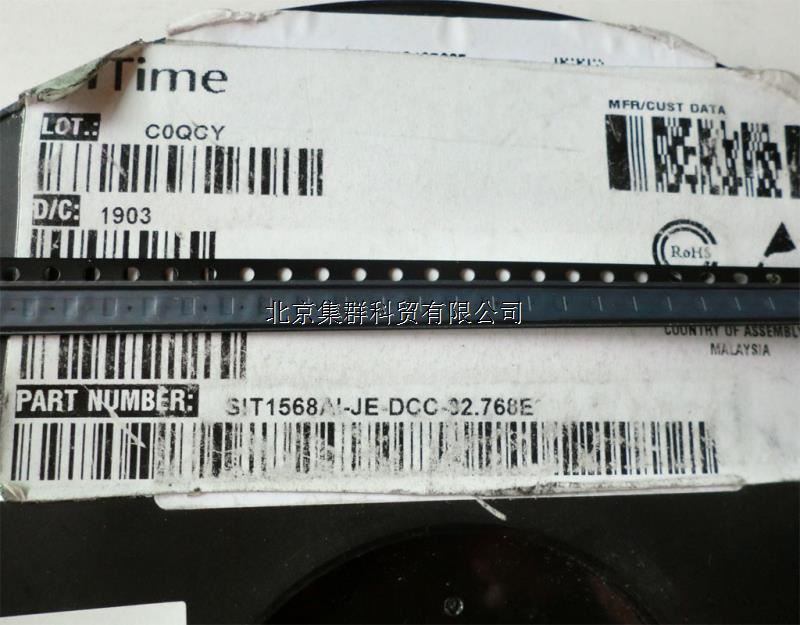 Time
MFR/CUST DATA
LOT.: C0QCY
D/C: 1903
RoHS
北京集群科贸有限公司
COUNTRY OF ASSEMBLY
MALAYSIA
PART NUMBER: SIT1568AI-JE-DCC-32.768E